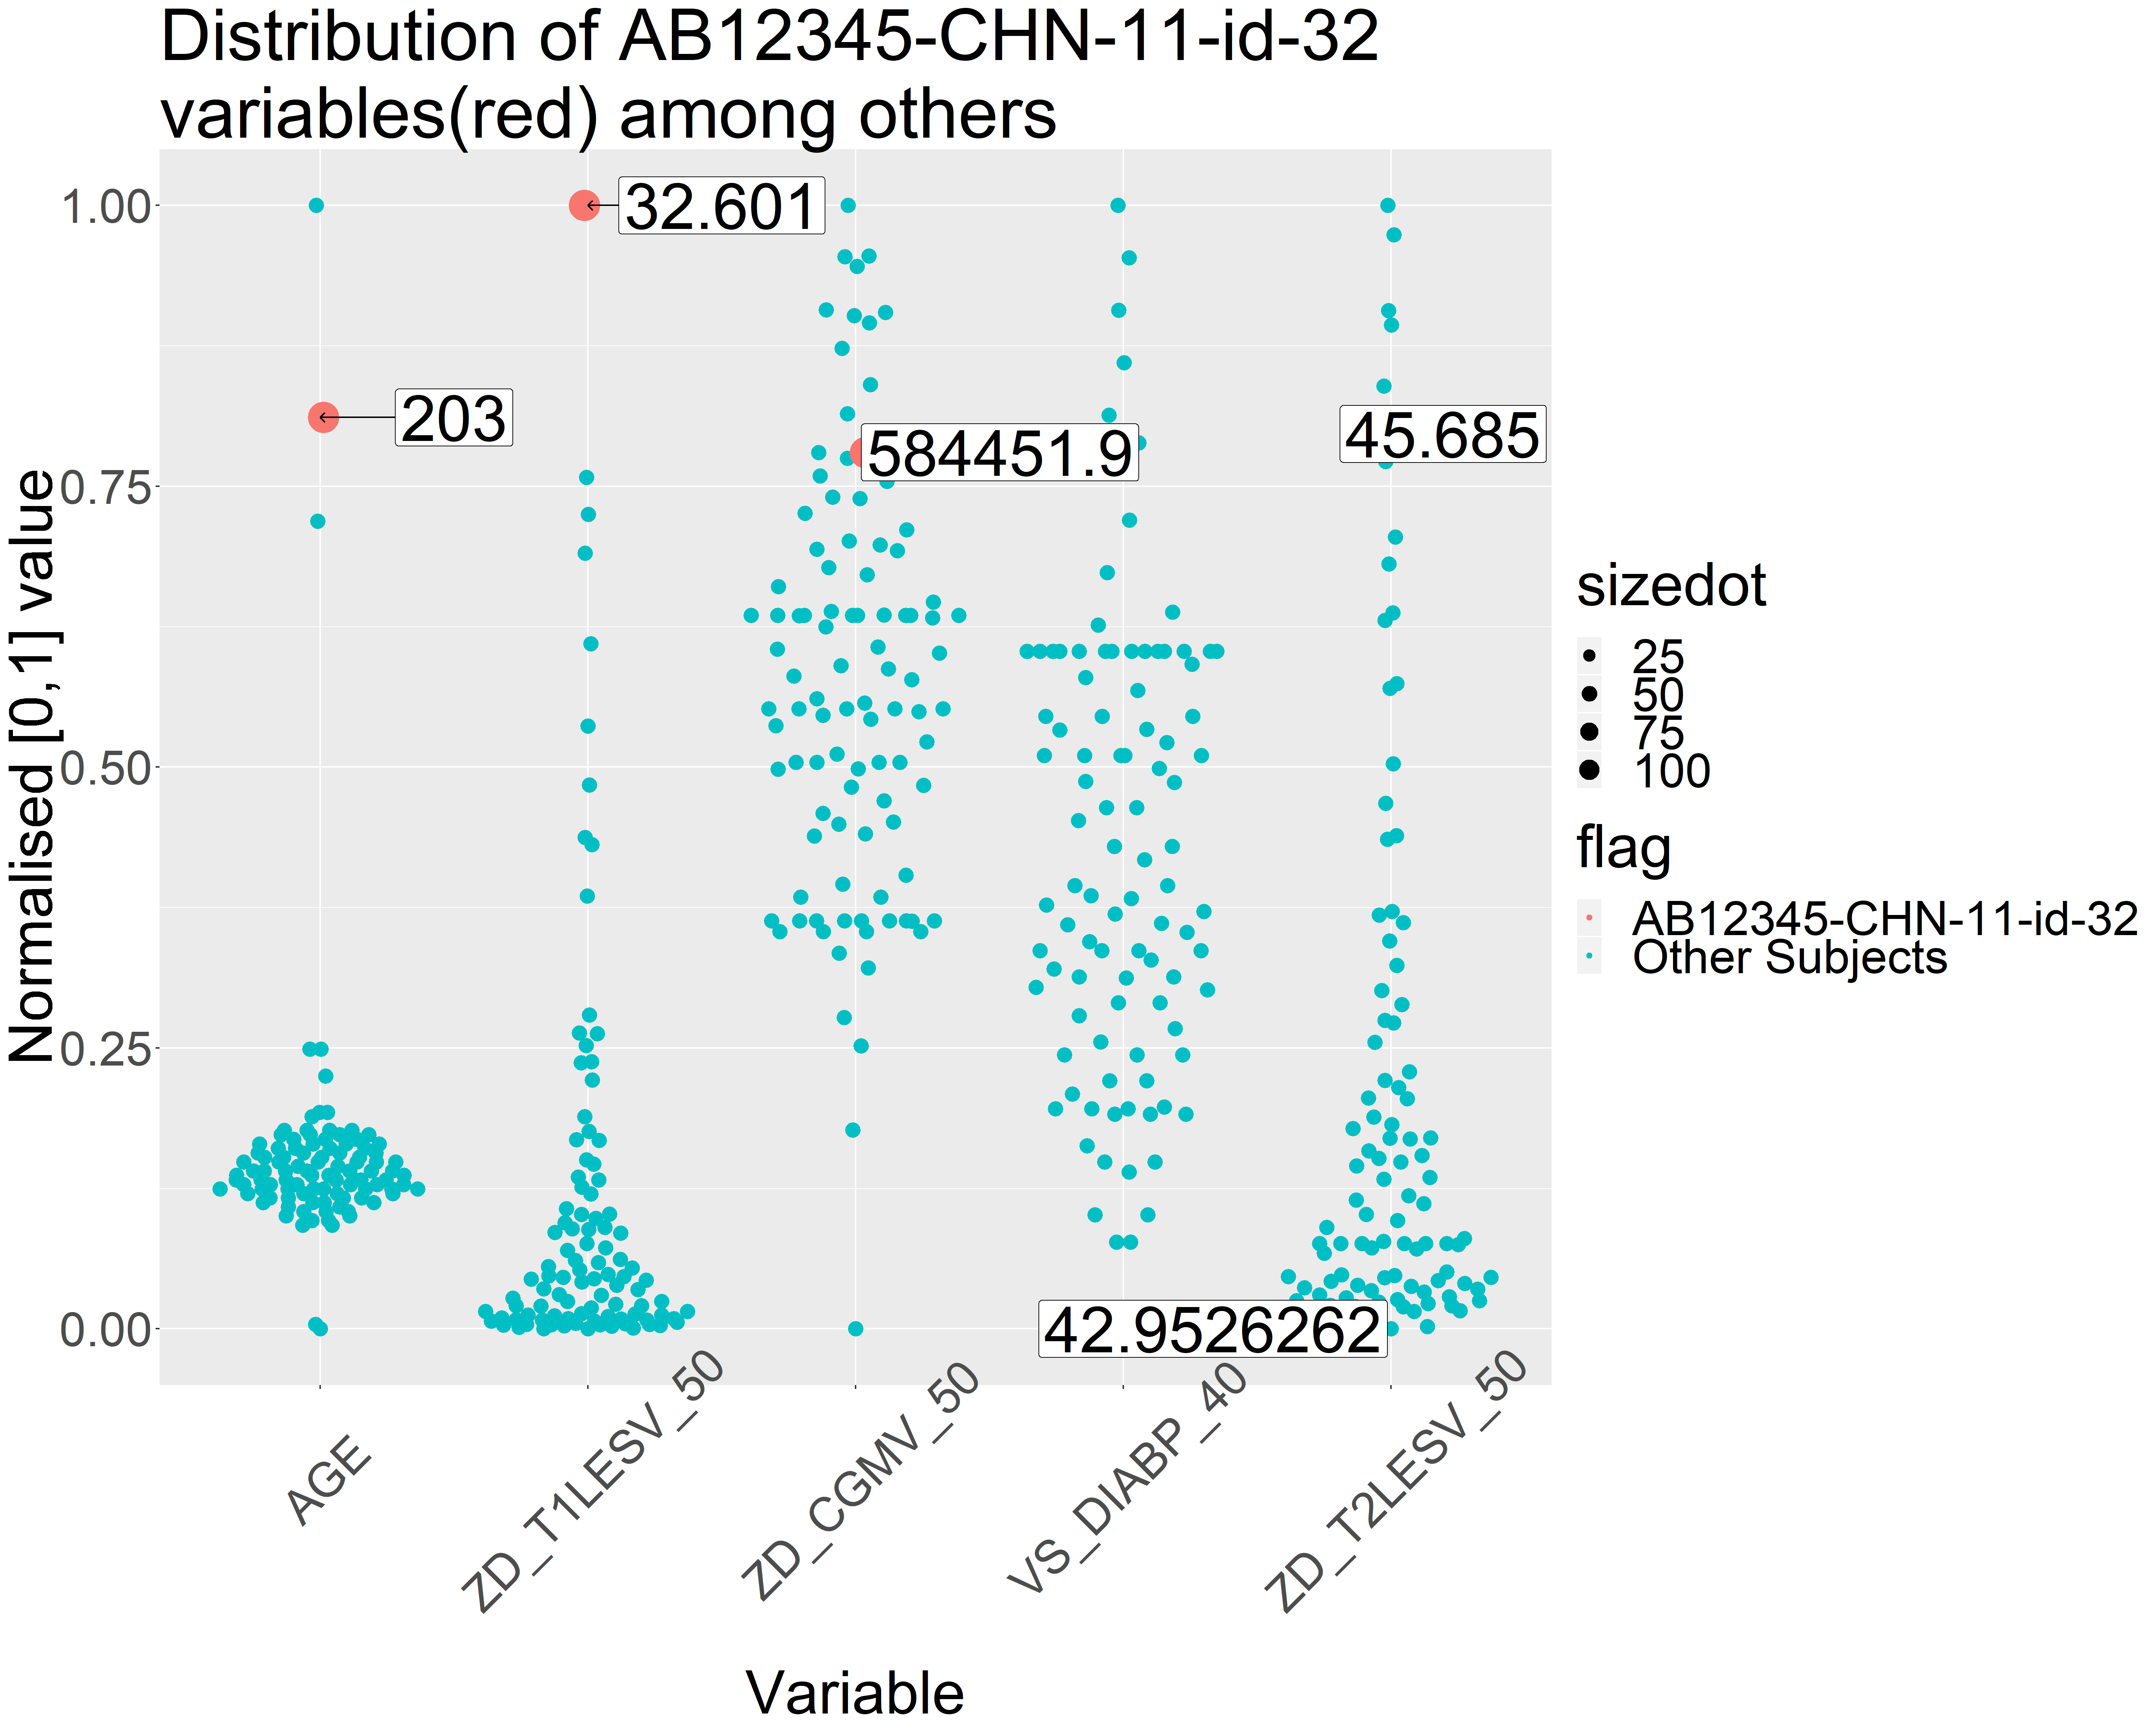 Distribution of AB12345-CHN-11-id-32
variables(red) among others
Normalised [0,1] value
1.00
0.75
0.50
0.25
0.00
32.601
203
584451.9
45.685
42.9526262
AGE
ZD_T1LESV_50
ZD_CGMV_50
VS_DIABP_40
ZD_T2LESV_50
Variable
sizedot
25
50
75
100
flag
AB12345-CHN-11-id-32
Other Subjects